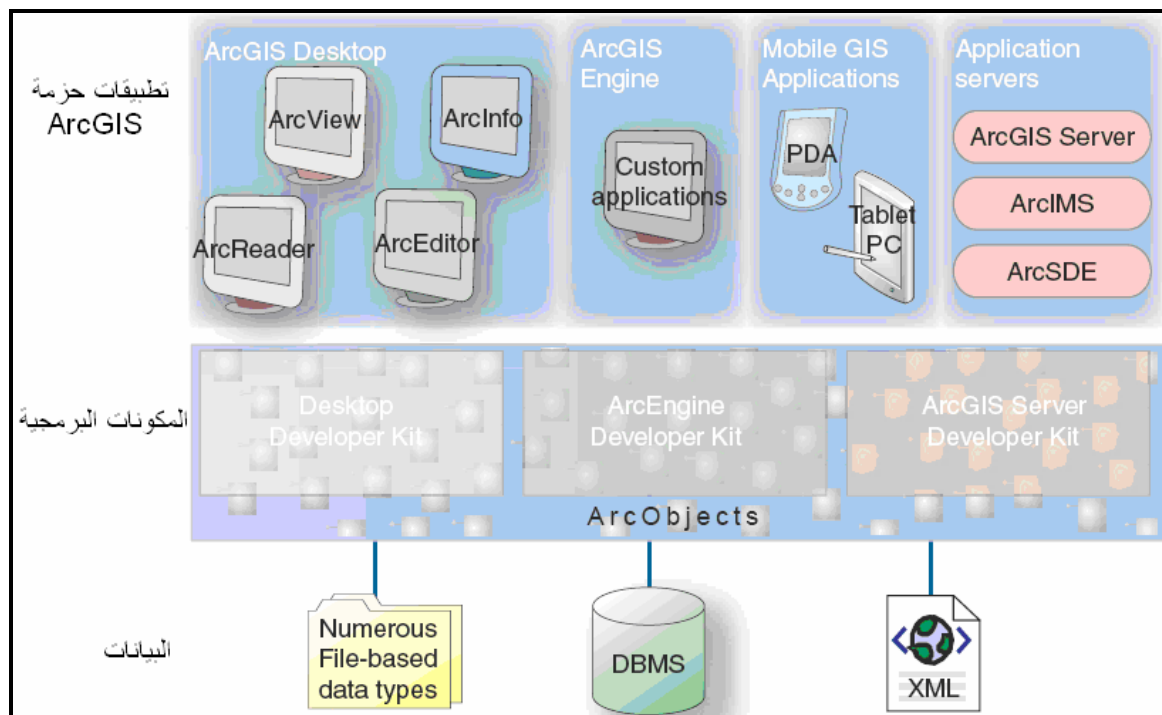 تطبيقات حزمة
ArcGIS
ArcGIS Desktop
ArcView
ArcInfo
ArcReader
ArcEditor
ArcGIS
Engine
Custom
applications
Mobile GIS
Applications
PDA
Tablet
PC
Application
servers
ArcGIS Server
ArcIMS
ArcSDE
المكونات البرمجية
Desktop
Developer Kit
ArcEngine
Developer Kit
ArcGIS Server
Developer Kit
ArcObjects
البيانات
Numerous
File-based
data types
DBMS
XML